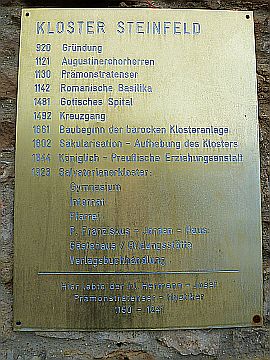 KLOSTER STEINFELD
920 Gründung
1121 Augustinerchorherren
1130 Prämonstratenser
1142 Romanische Basilika
1481 Gotisches Spital
1492 Kreuzgang
1661 Baubeginn der barocken Klosteranlage
1802 Säkularisation - Aufhebung des Klosters
1844 Königlich - Preußische Erziehungsanstalt
1923 Salvatorianerkloster:
Gymnasium
Internat
Pfarrei
P. Franziskus - Jordan - Haus:
Gästehaus / Bildungsstätte
Verlagsbuchhandlung
Hier lebte der hl. Hermann - Josef
Prämonstratenser -